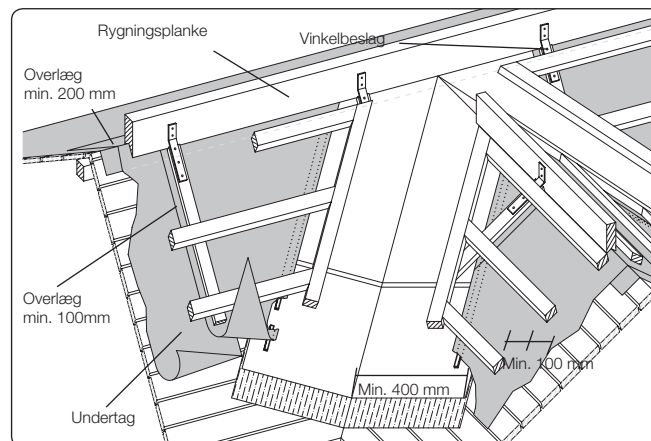 Rygningsplanke
Vinkelbeslag
Overlæg
min. 200 mm
Overlæg
min. 100mm
Undertag
Min. 400 mm
Min. 100 mm